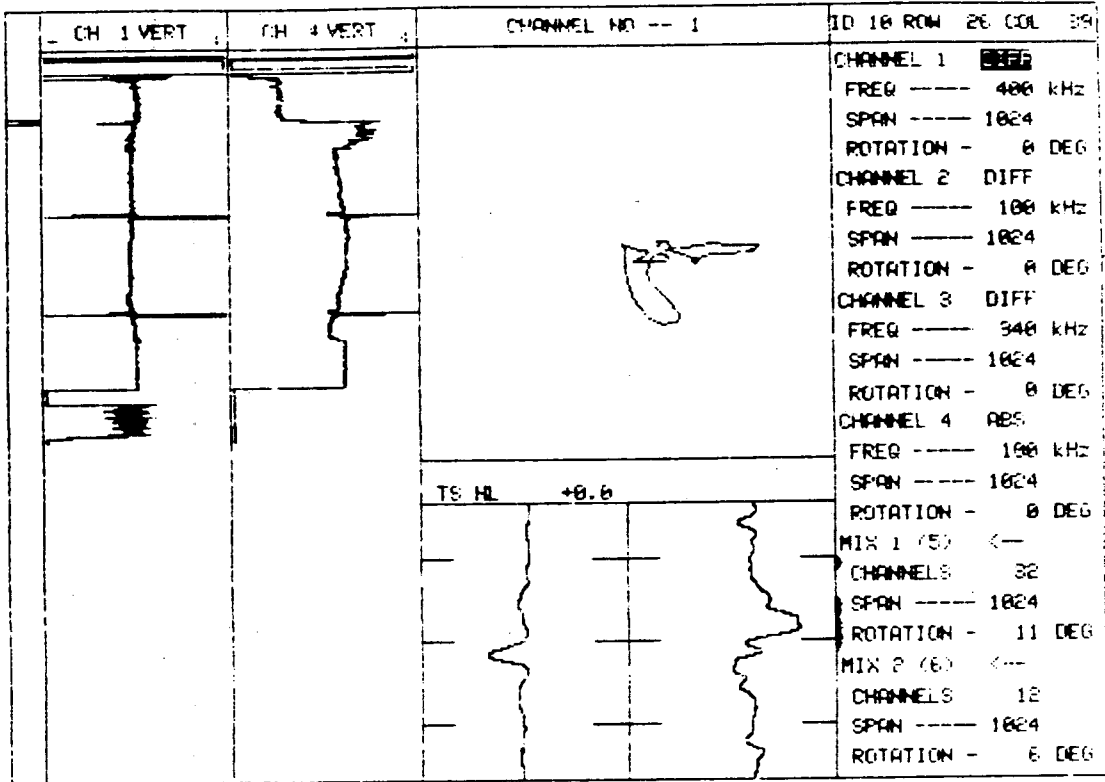 CH 1 VERT
CH 4 VERT
CHANNEL NO -- 1
ID 10 ROW 26 COL 39
CHANNEL 1 DIFF
FREQ ----- 400 kHz
SPAN ----- 1024
ROTATION - 0 DEG
CHANNEL 2 DIFF
FREQ ----- 100 kHz
SPAN ----- 1024
ROTATION - 0 DEG
CHANNEL 3 DIFF
FREQ ----- 340 kHz
SPAN ----- 1024
ROTATION - 0 DEG
CHANNEL 4 ABS
FREQ ----- 100 kHz
SPAN ----- 1024
ROTATION - 0 DEG
MIX 1 (5) <--
CHANNELS 32
SPAN ----- 1024
ROTATION - 11 DEG
MIX 2 (6) <--
CHANNELS 12
SPAN ----- 1024
ROTATION - 6 DEG
TS HL +0.0